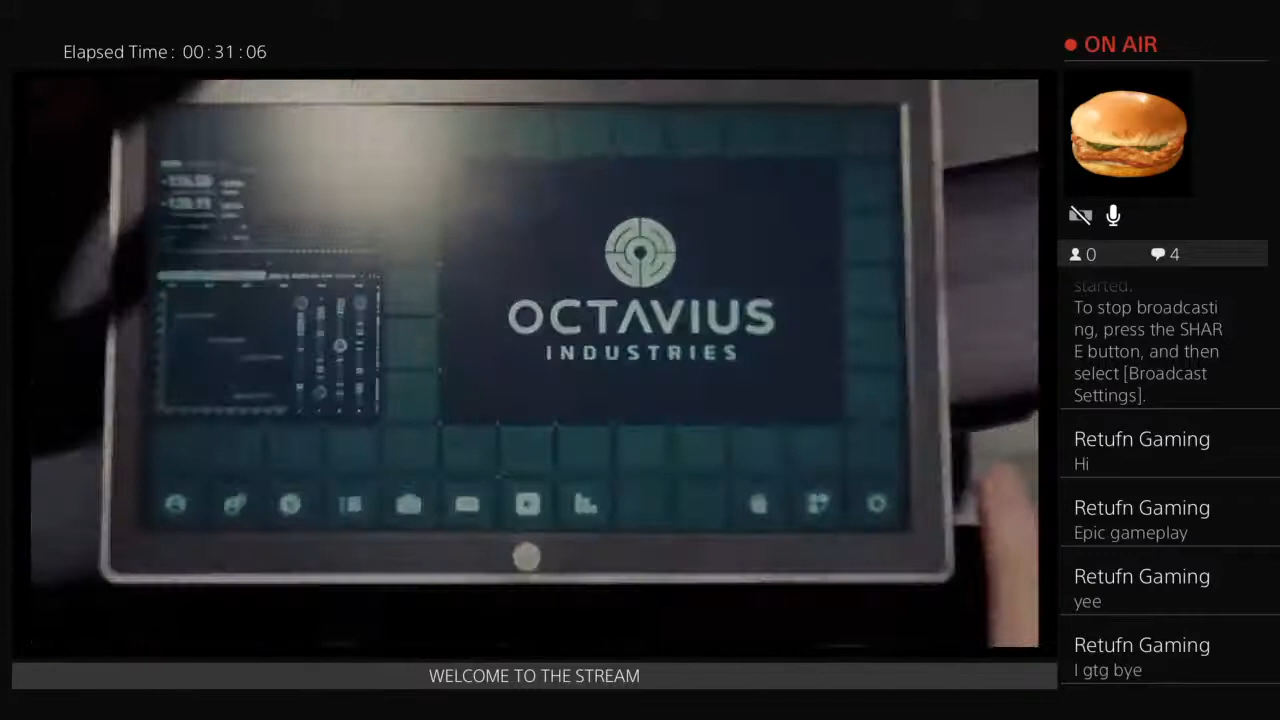 Elapsed Time: 00:31:06
ON AIR
OCTAVIUS
INDUSTRIES
0
4
started.
To stop broadcasti
ng, press the SHAR
E button, and then
select [Broadcast
Settings].
Retufn Gaming
Hi
Retufn Gaming
Epic gameplay
Retufn Gaming
yee
Retufn Gaming
I gtg bye
WELCOME TO THE STREAM